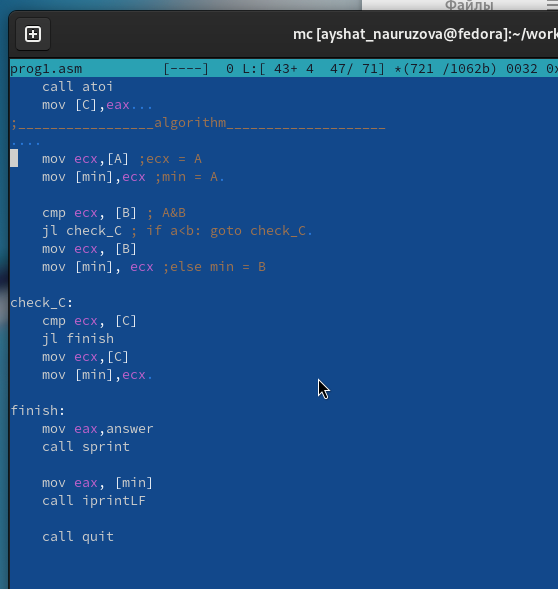 Файлы
mc [ayshat_nauruzova@fedora]:~/work
prog1.asm [----] 0 L:[ 43+ 4 47/ 71] *(721 /1062b) 0032 0x
call atoi
mov [C],eax...
;_________________algorithm____________________
....
mov ecx,[A] ;ecx = A
mov [min],ecx ;min = A.
cmp ecx, [B] ; A&B
jl check_C ; if a<b: goto check_C.
mov ecx, [B]
mov [min], ecx ;else min = B
check_C:
cmp ecx, [C]
jl finish
mov ecx,[C]
mov [min],ecx.
finish:
mov eax,answer
call sprint
mov eax, [min]
call iprintLF
call quit